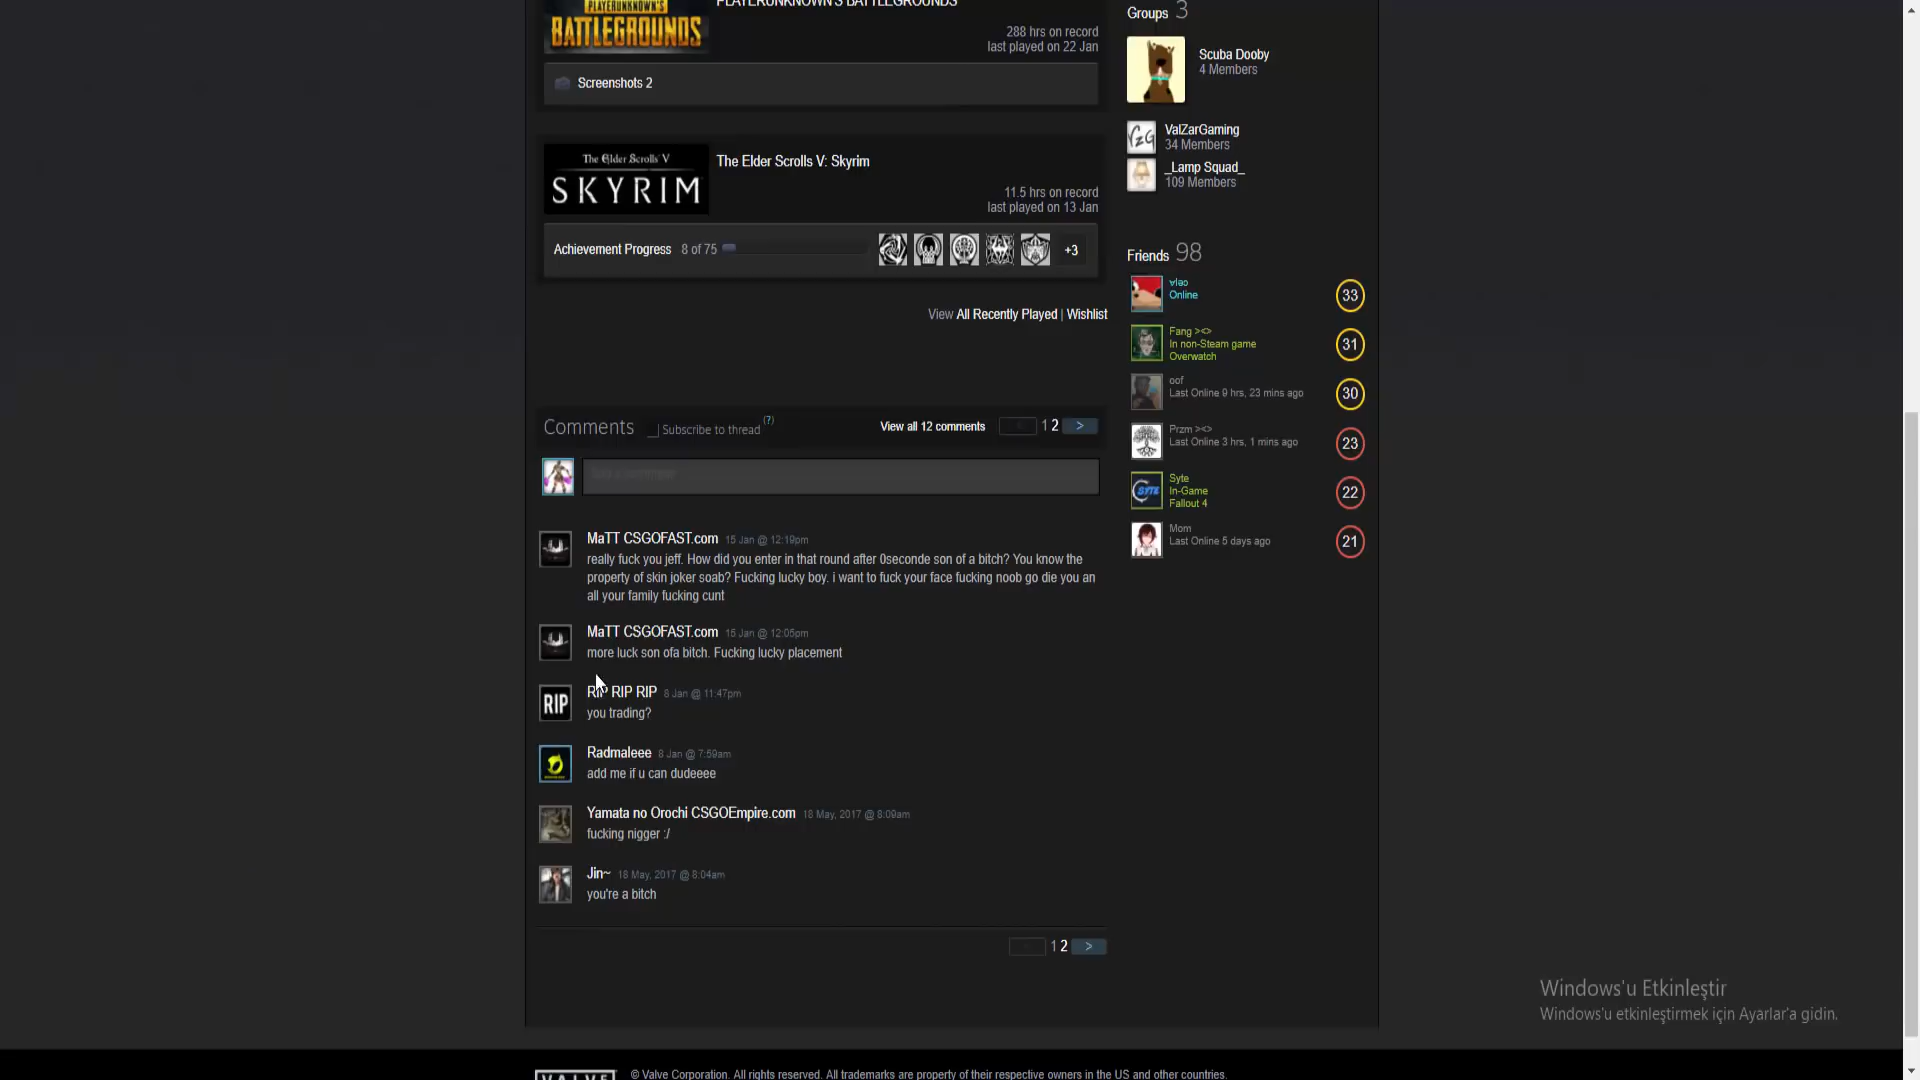 PLAYERUNKNOWN'S BATTLEGROUNDS
PLAYERUNKNOWN'S
BATTLEGROUNDS
288 hrs on record
last played on 22 Jan
Screenshots 2
The Elder Scrolls V
SKYRIM
The Elder Scrolls V: Skyrim
11.5 hrs on record
last played on 13 Jan
Achievement Progress 8 of 75
+3
View All Recently Played | Wishlist
Comments
Subscribe to thread (?)
View all 12 comments
1 2 >
MaTT CSGOFAST.com 15 Jan @ 12:19pm
really fuck you jeff. How did you enter in that round after 0seconde son of a bitch? You know the
property of skin joker soab? Fucking lucky boy. i want to fuck your face fucking noob go die you an
all your family fucking cunt
MaTT CSGOFAST.com 15 Jan @ 12:05pm
more luck son ofa bitch. Fucking lucky placement
RIP
RIP RIP RIP 8 Jan @ 11:47pm
you trading?
Radmaleee 8 Jan @ 7:59am
add me if u can dudeeee
Yamata no Orochi CSGOEmpire.com 18 May, 2017 @ 8:09am
fucking nigger :/
Jin~ 18 May, 2017 @ 8:04am
you're a bitch
1 2 >
Groups 3
Scuba Dooby
4 Members
VzG
ValZarGaming
34 Members
_Lamp Squad_
109 Members
Friends 98
Online
33
Fang ><>
In non-Steam game
Overwatch
31
oof
Last Online 9 hrs, 23 mins ago
30
Przm ><>
Last Online 3 hrs, 1 mins ago
23
SYTE
Syte
In-Game
Fallout 4
22
Mom
Last Online 5 days ago
21
Windows'u Etkinleştir
Windows'u etkinleştirmek için Ayarlar'a gidin.
VALVE
© Valve Corporation. All rights reserved. All trademarks are property of their respective owners in the US and other countries.